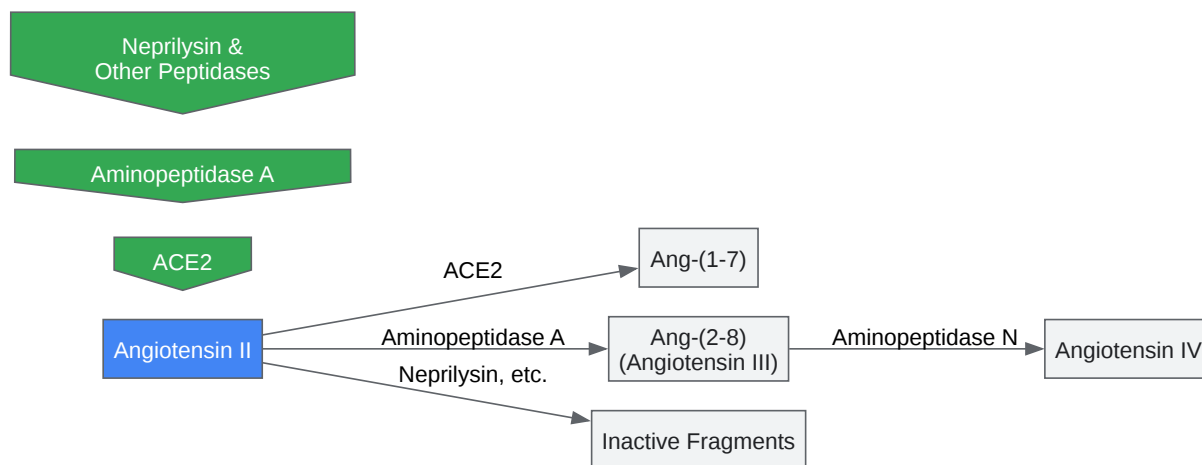 Neprilysin &
Other Peptidases
Aminopeptidase A
ACE2
Angiotensin II
ACE2
Aminopeptidase A
Neprilysin, etc.
Ang-(1-7)
Ang-(2-8)
(Angiotensin III)
Inactive Fragments
Aminopeptidase N
Angiotensin IV